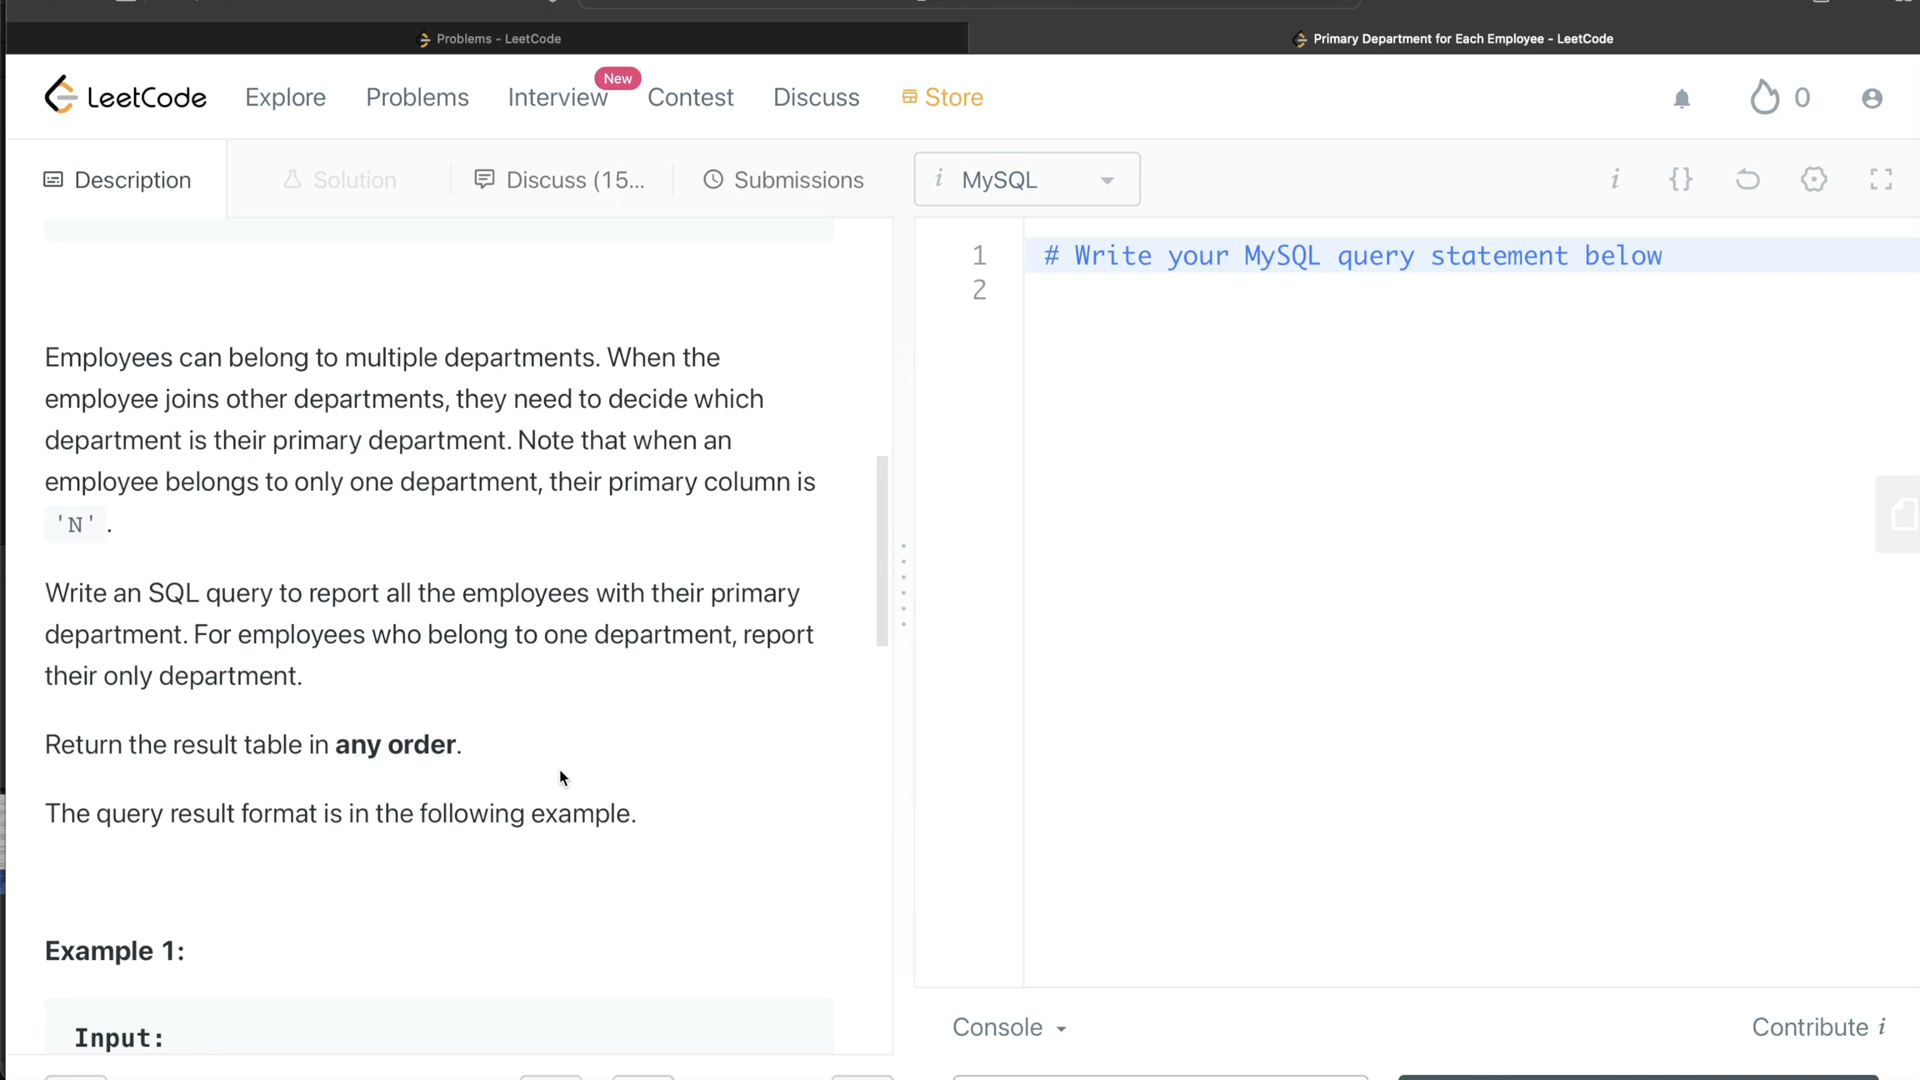 Problems - LeetCode
Primary Department for Each Employee - LeetCode
LeetCode
Explore
Problems
Interview
New
Contest
Discuss
Store
0
Description
Solution
Discuss (15...
Submissions
i MySQL
i {}
1 # Write your MySQL query statement below
2
Employees can belong to multiple departments. When the
employee joins other departments, they need to decide which
department is their primary department. Note that when an
employee belongs to only one department, their primary column is
'N' .
Write an SQL query to report all the employees with their primary
department. For employees who belong to one department, report
their only department.
Return the result table in any order.
The query result format is in the following example.
Example 1:
Input:
Console
Contribute i